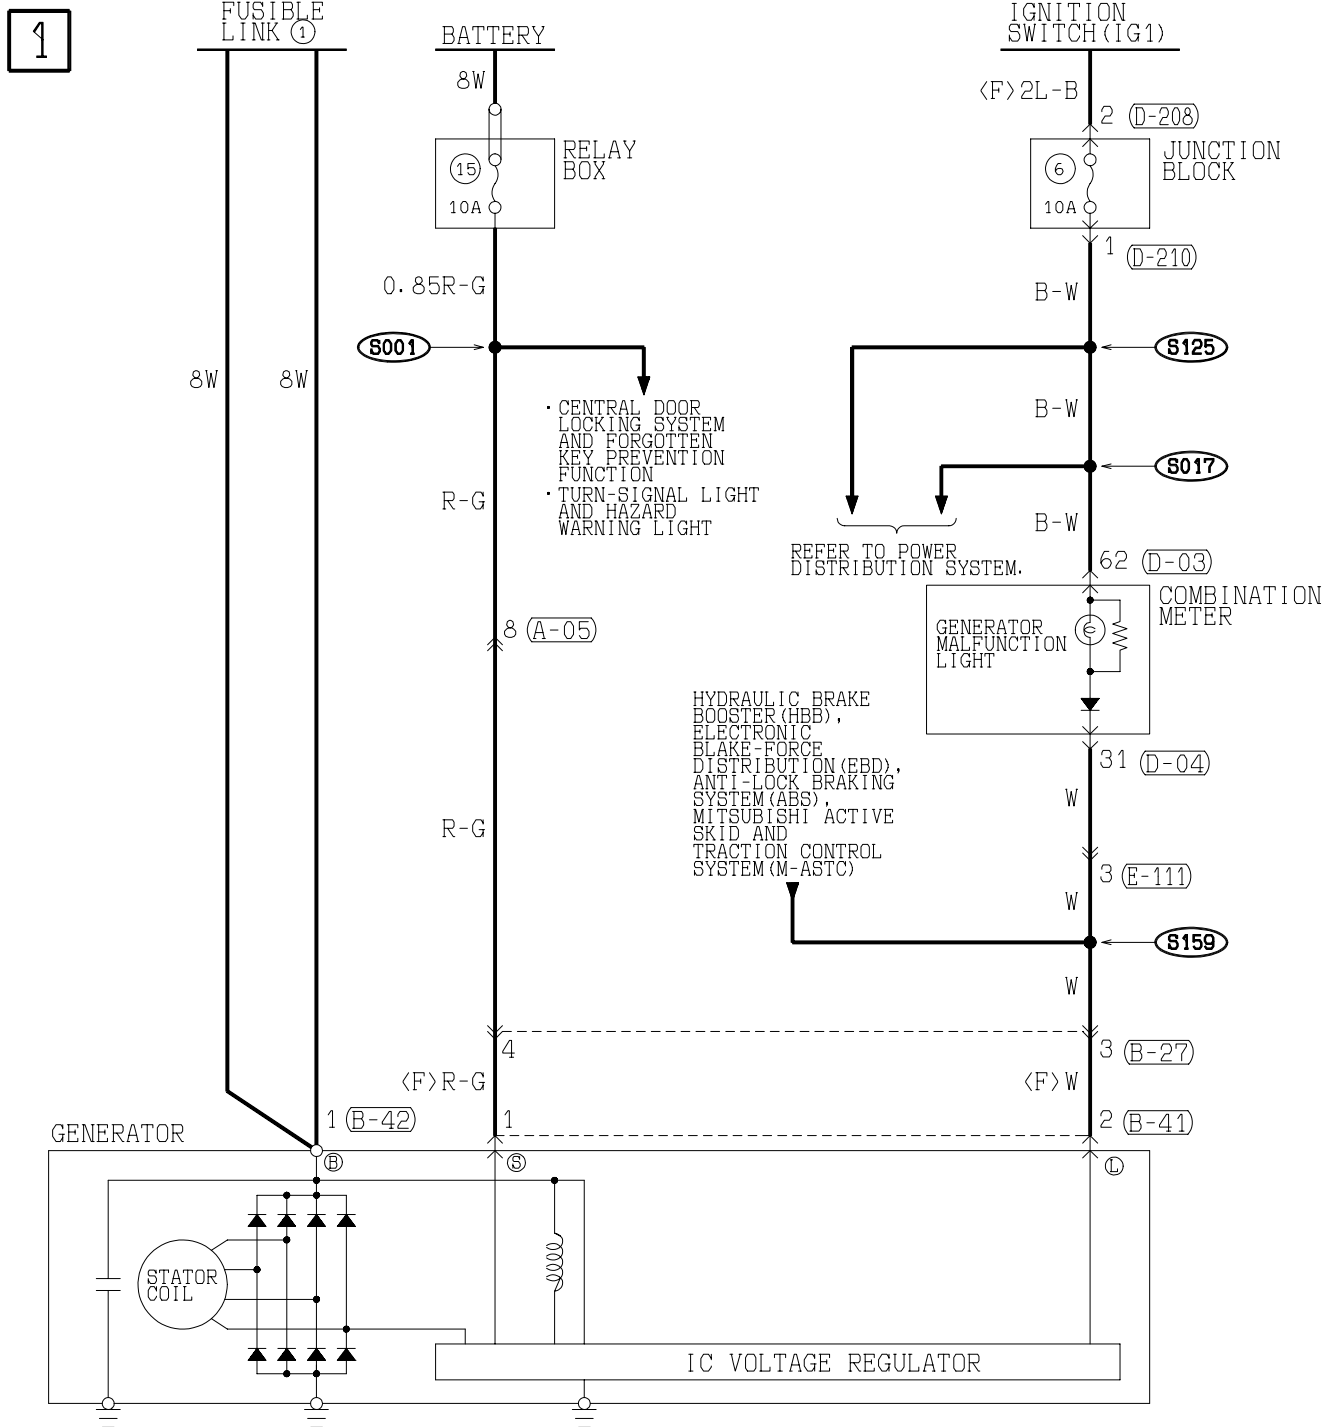 1
FUSIBLE
LINK ①
BATTERY
IGNITION
SWITCH(IG1)
8W
<F>2L-B
2 (D-208)
RELAY
BOX
15
10A
JUNCTION
BLOCK
6
10A
1 (D-210)
0.85R-G
B-W
S001
S125
8W
8W
B-W
· CENTRAL DOOR
LOCKING SYSTEM
AND FORGOTTEN
KEY PREVENTION
FUNCTION
· TURN-SIGNAL LIGHT
AND HAZARD
WARNING LIGHT
S017
R-G
B-W
REFER TO POWER
DISTRIBUTION SYSTEM.
62 (D-03)
COMBINATION
METER
8 (A-05)
GENERATOR
MALFUNCTION
LIGHT
HYDRAULIC BRAKE
BOOSTER(HBB),
ELECTRONIC
BLAKE-FORCE
DISTRIBUTION(EBD),
ANTI-LOCK BRAKING
SYSTEM(ABS),
MITSUBISHI ACTIVE
SKID AND
TRACTION CONTROL
SYSTEM(M-ASTC)
31 (D-04)
W
R-G
3 (E-111)
W
S159
W
4
3 (B-27)
<F>R-G
<F>W
1 (B-42)
1
2 (B-41)
GENERATOR
B
S
L
STATOR
COIL
IC VOLTAGE REGULATOR